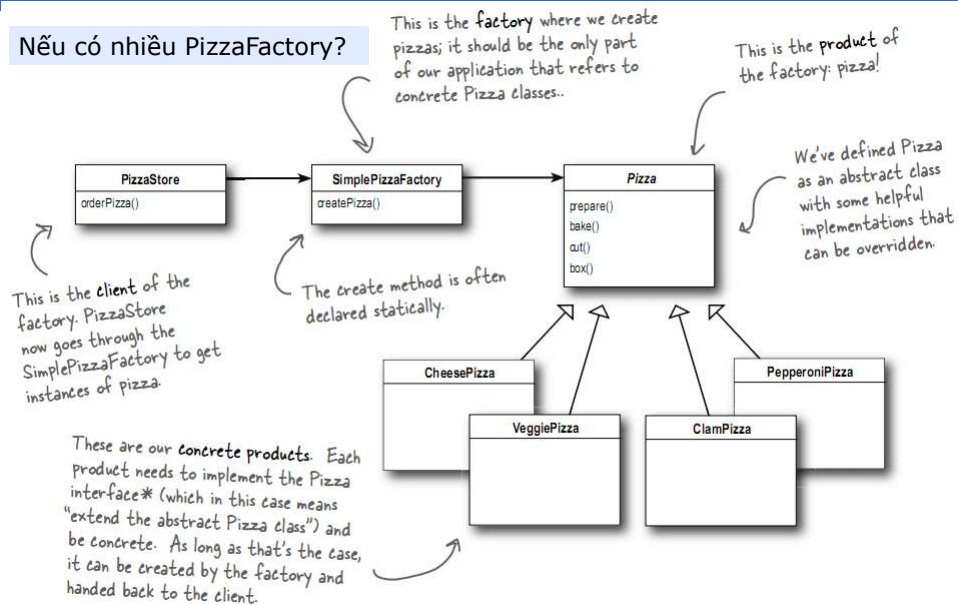 Nếu có nhiều PizzaFactory?
This is the factory where we create
pizzas; it should be the only part
of our application that refers to
concrete Pizza classes..
This is the product of
the factory: pizza!
We've defined Pizza
as an abstract class
with some helpful
implementations that
can be overridden.
PizzaStore
orderPizza()
SimplePizzaFactory
createPizza()
Pizza
prepare()
bake()
cut()
box()
This is the client of the
factory. PizzaStore
now goes through the
SimplePizzaFactory to get
instances of pizza.
The create method is often
declared statically.
CheesePizza
VeggiePizza
ClamPizza
PepperoniPizza
These are our concrete products. Each
product needs to implement the Pizza
interface* (which in this case means
"extend the abstract Pizza class") and
be concrete. As long as that's the case,
it can be created by the factory and
handed back to the client.